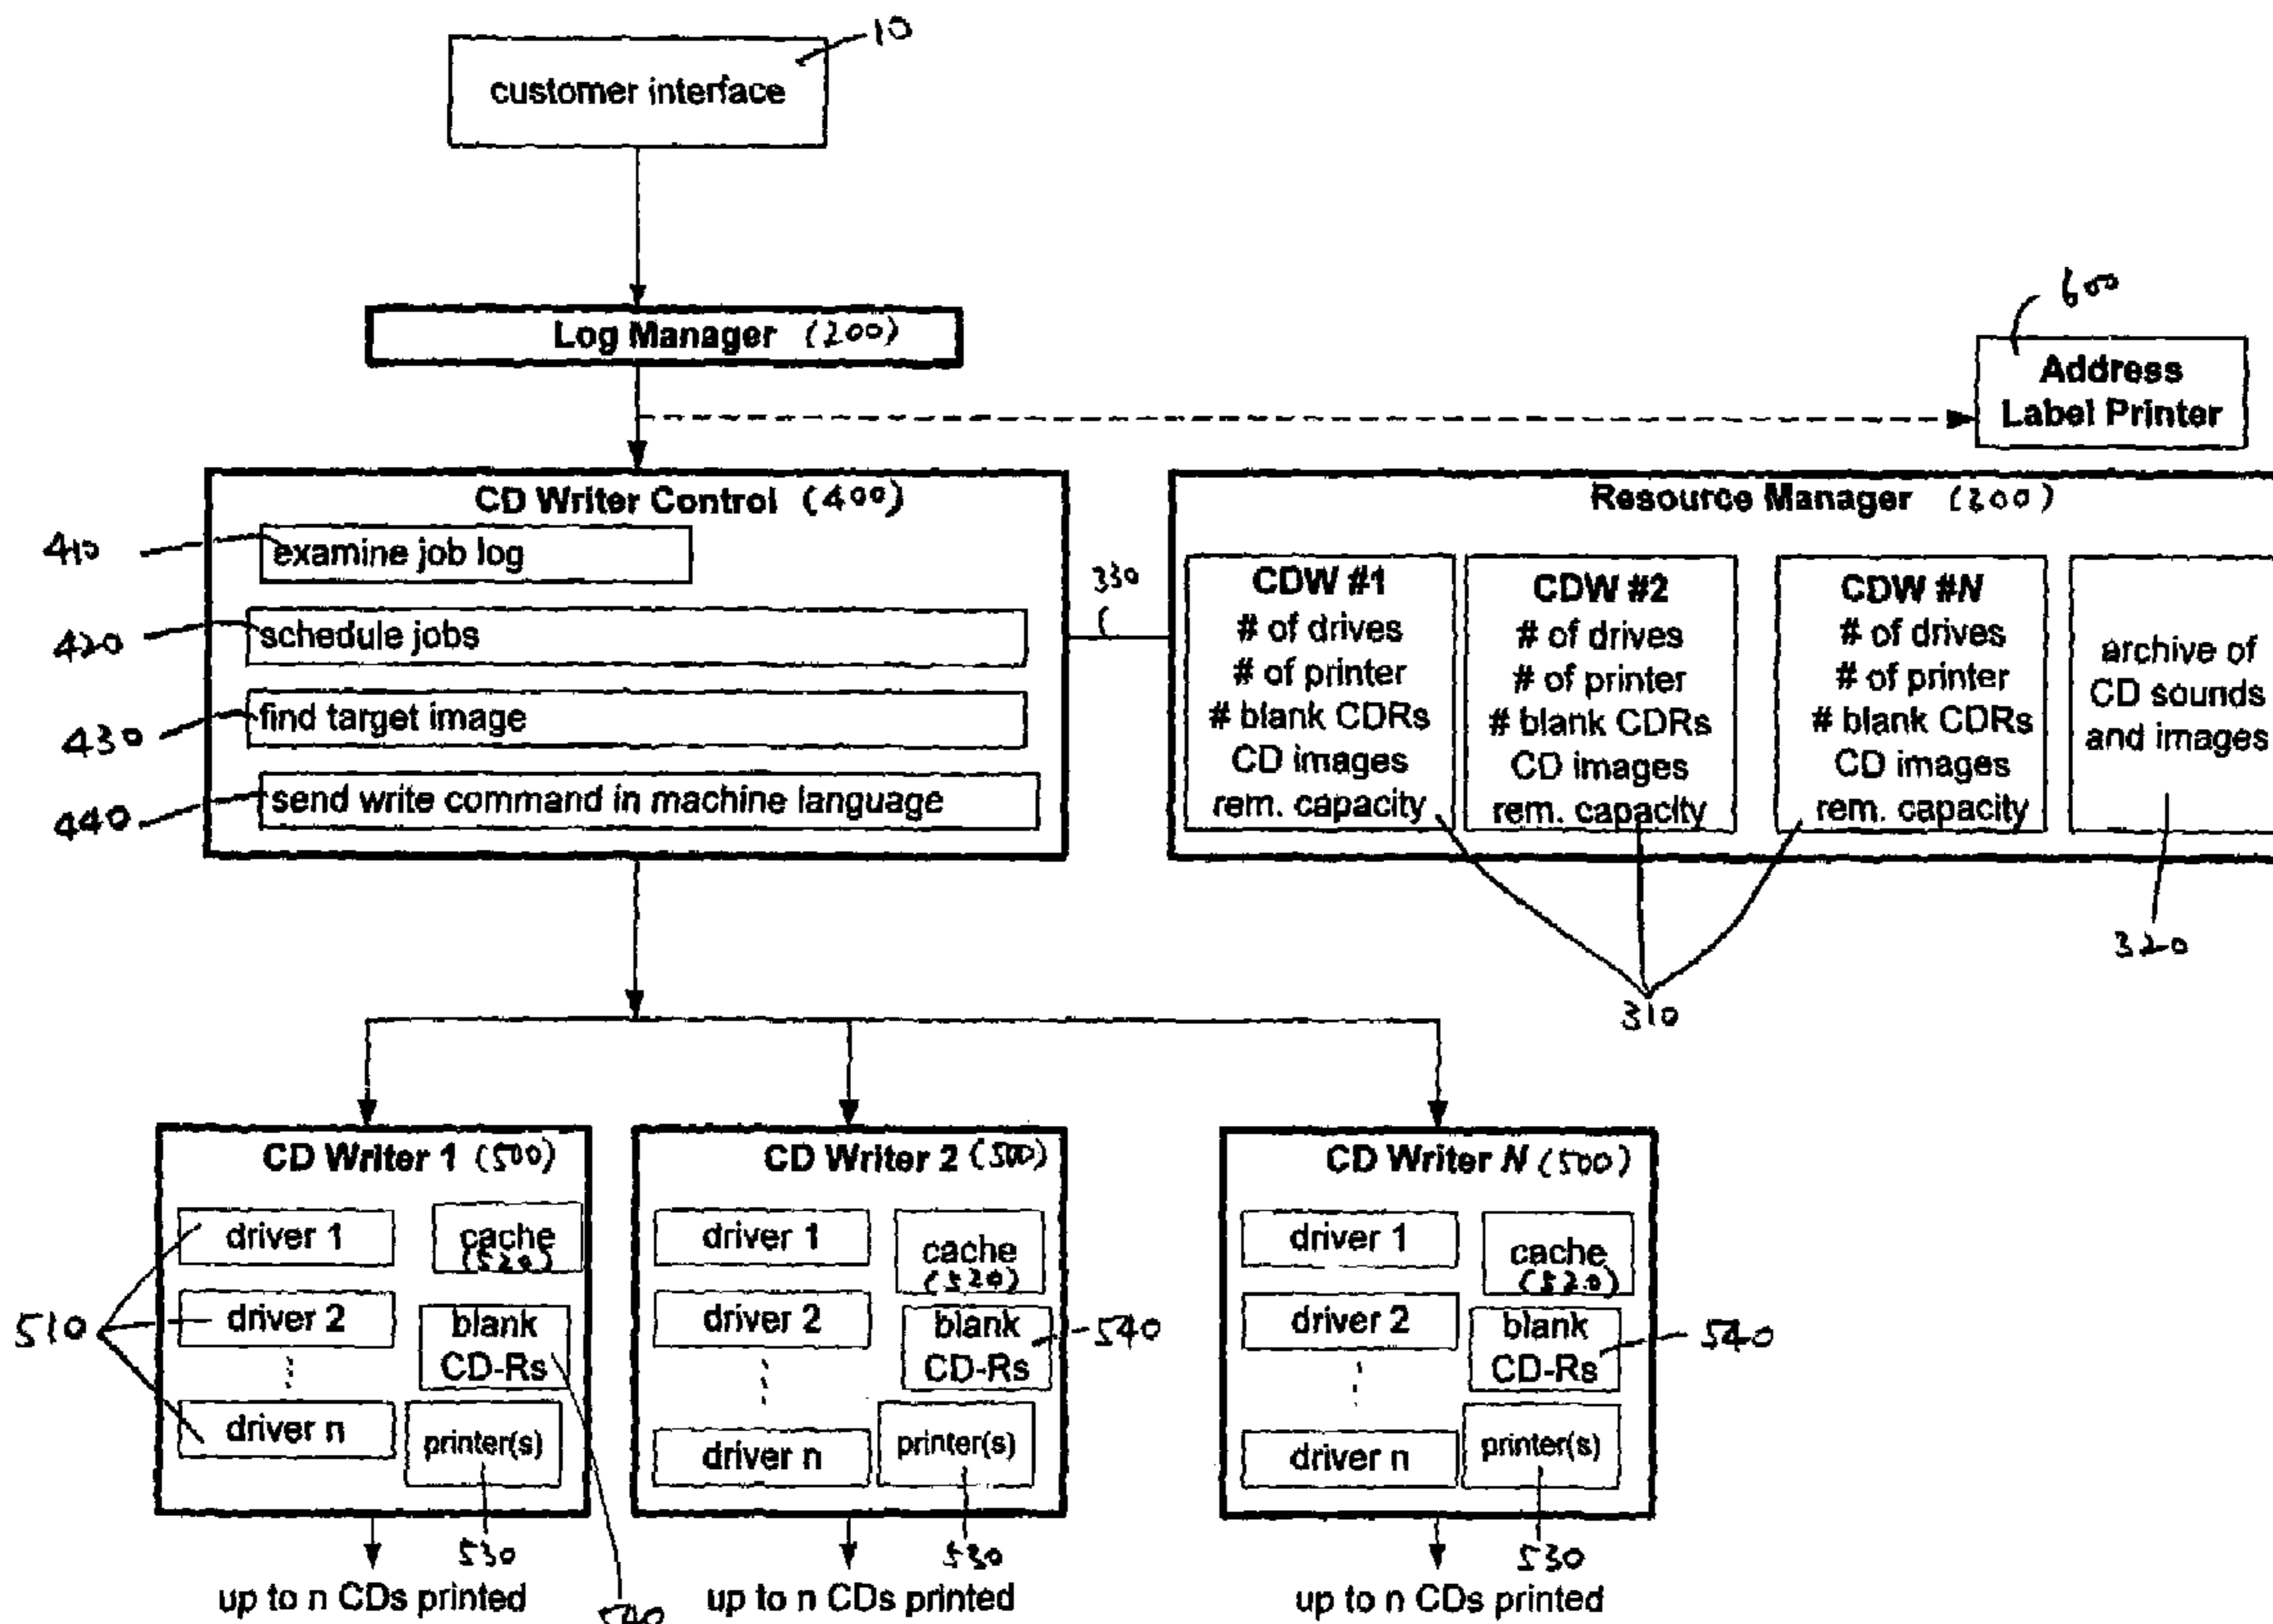 10
customer interface
Log Manager (200)
600
Address
Label Printer
CD Writer Control (400)
410
examine job log
420
schedule jobs
430
find target image
440
send write command in machine language
330
Resource Manager (300)
CDW #1
# of drives
# of printer
# blank CDRs
CD images
rem. capacity
CDW #2
# of drives
# of printer
# blank CDRs
CD images
rem. capacity
CDW #N
# of drives
# of printer
# blank CDRs
CD images
rem. capacity
archive of
CD sounds
and images
310
320
CD Writer 1 (500)
driver 1
driver 2
driver n
510
cache
(520)
blank
CD-Rs
printer(s)
530
540
up to n CDs printed
CD Writer 2 (500)
driver 1
driver 2
driver n
cache
(520)
blank
CD-Rs
540
printer(s)
530
up to n CDs printed
CD Writer N (500)
driver 1
driver 2
driver n
cache
(520)
blank
CD-Rs
540
printer(s)
530
up to n CDs printed